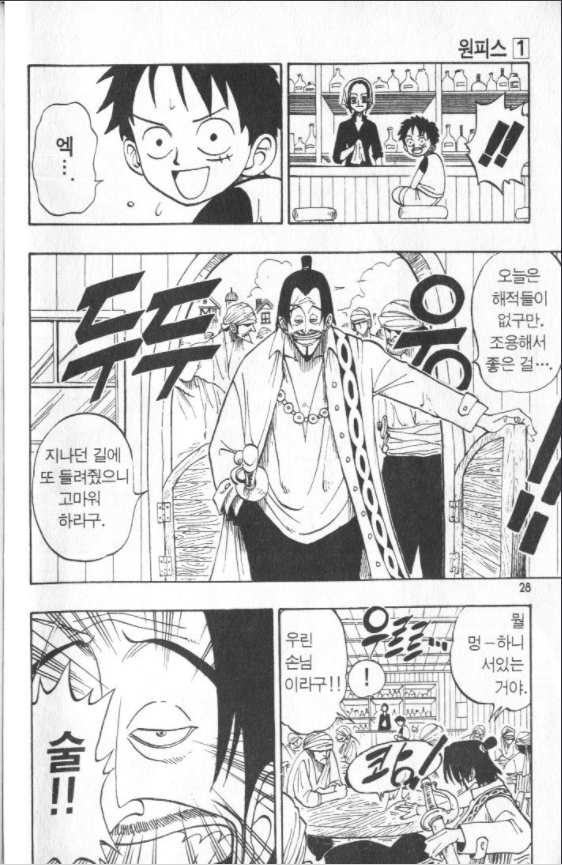 원피스 1
!!
엑
….
오늘은
해적들이
없구만.
조용해서
좋은 걸….
두두웅
!!
지나던 길에
또 들려줬으니
고마워
하라구.
28
뭘
멍-하니
서있는
거야.
우르르…
!
우린
손님
이라구!!
쾅!
술!!